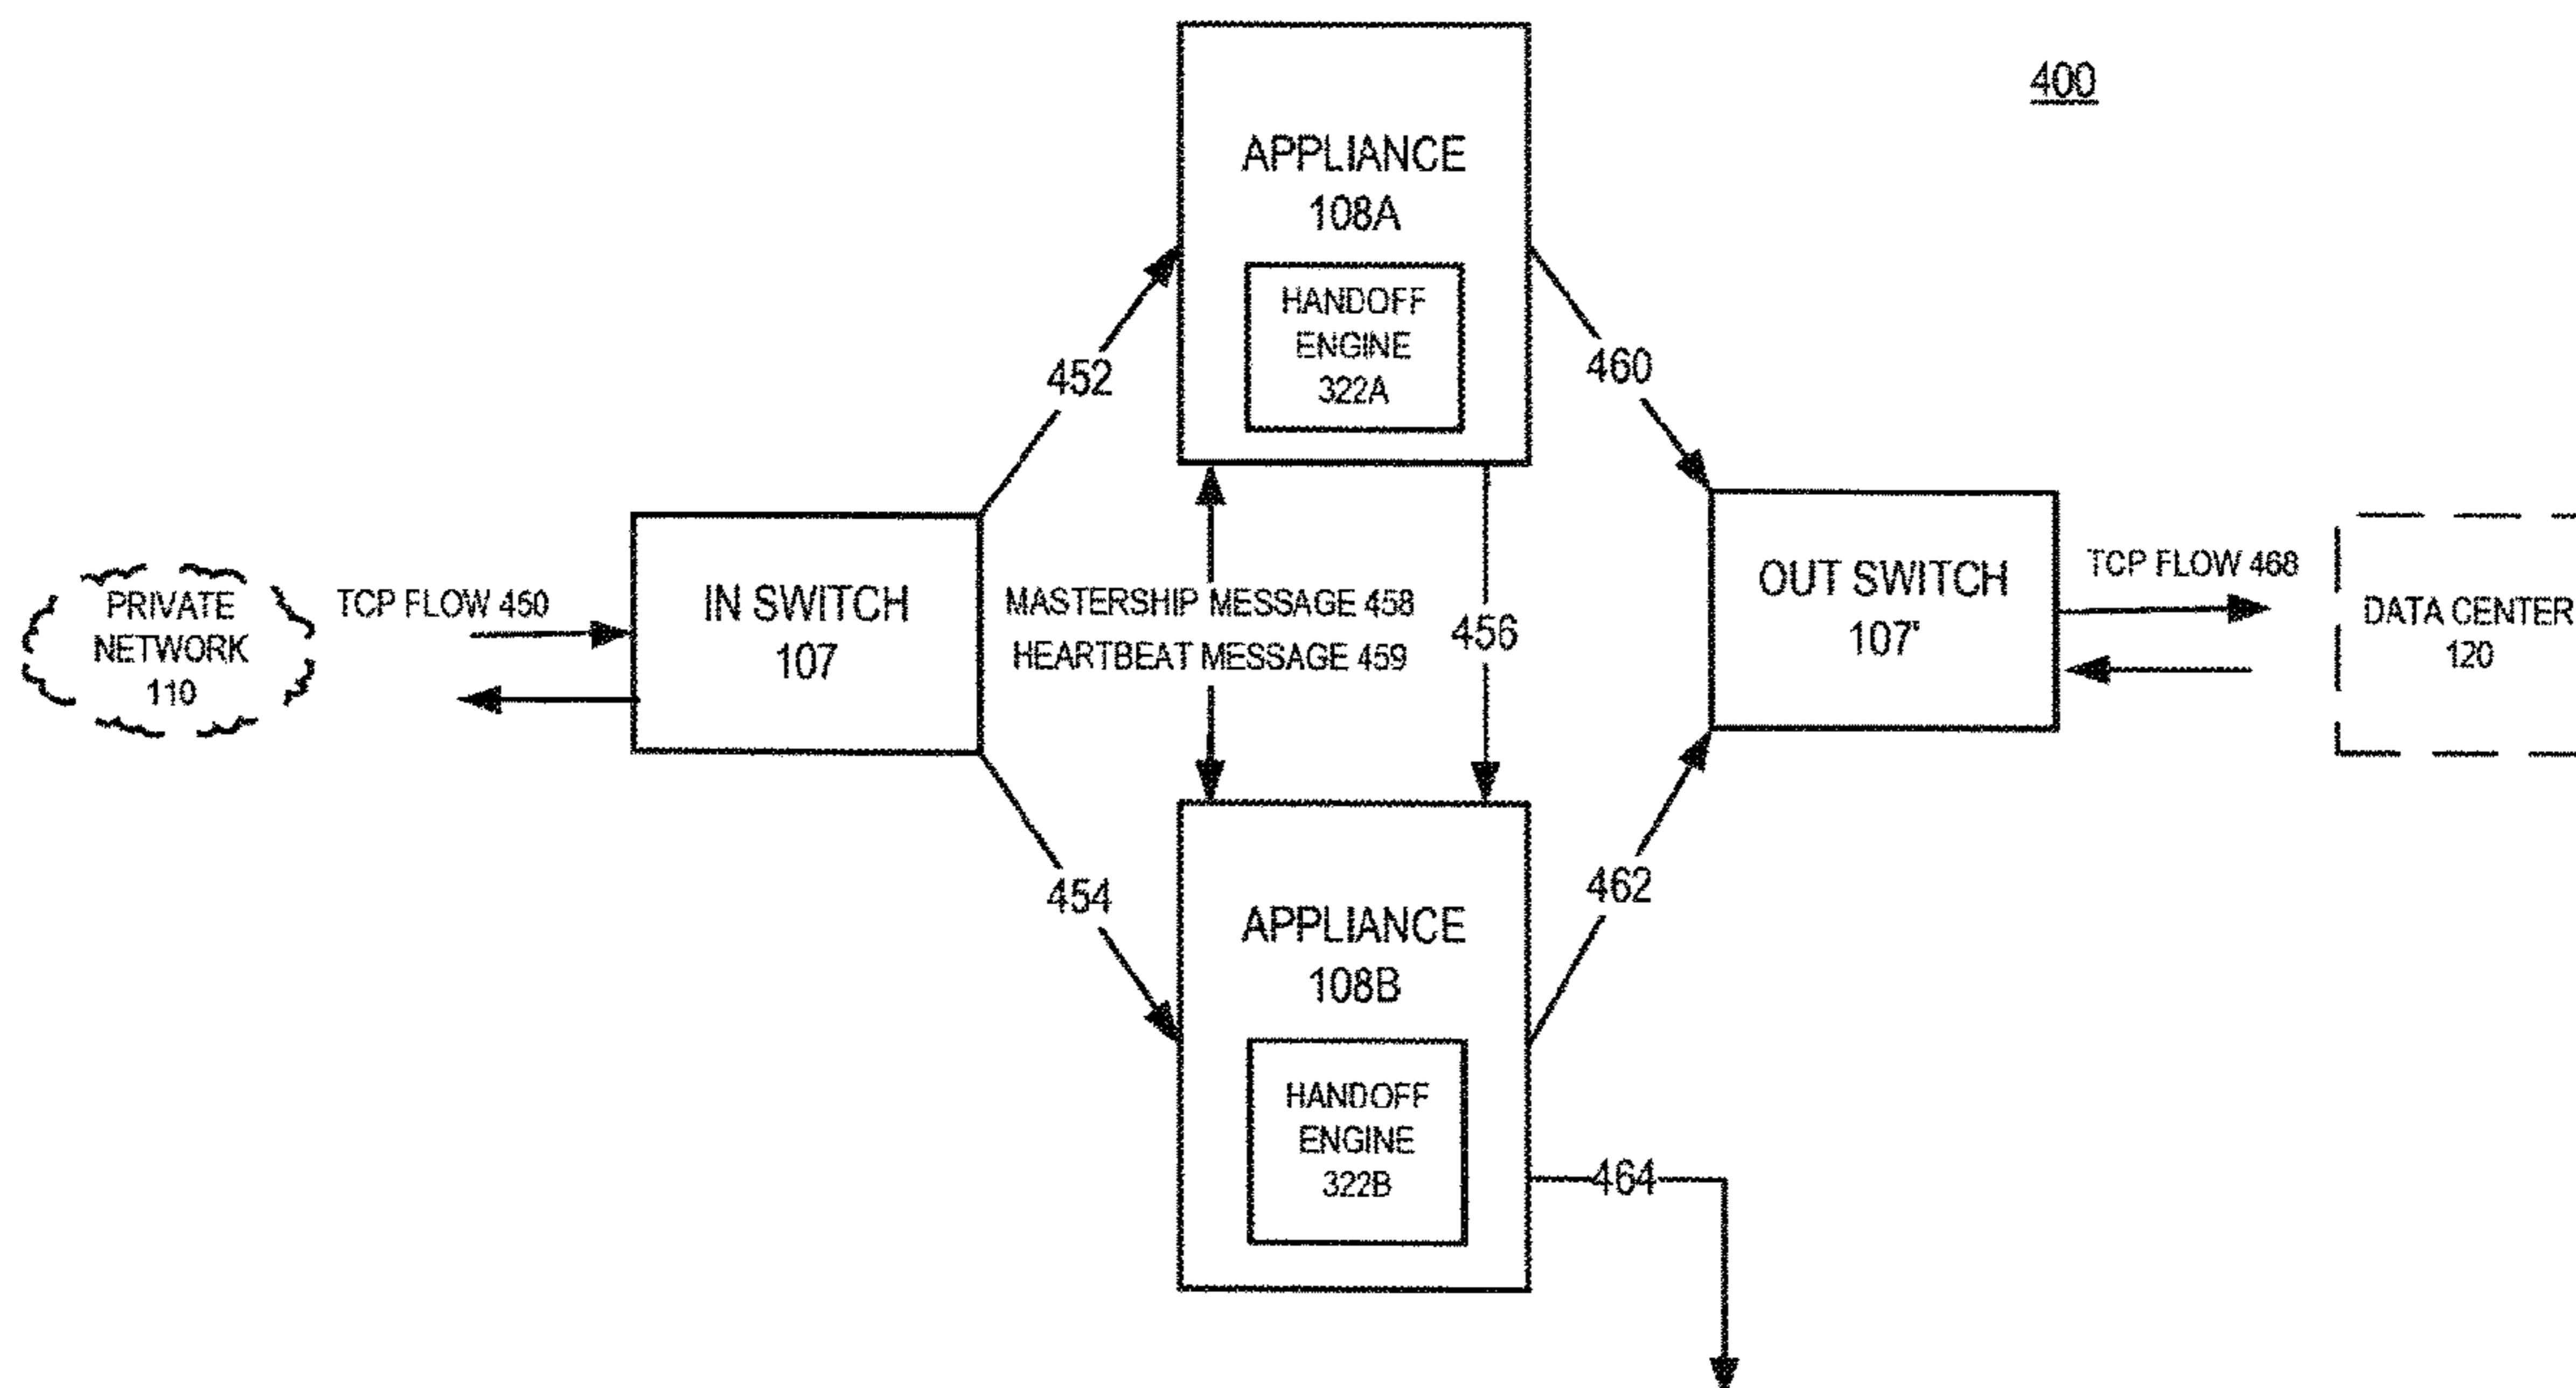 400
APPLIANCE
108A
HANDOFF
ENGINE
322A
452
460
PRIVATE
NETWORK
110
TCP FLOW 450
IN SWITCH
107
MASTERSHIP MESSAGE 458
HEARTBEAT MESSAGE 459
456
OUT SWITCH
107'
TCP FLOW 468
DATA CENTER
120
454
462
APPLIANCE
108B
HANDOFF
ENGINE
322B
464